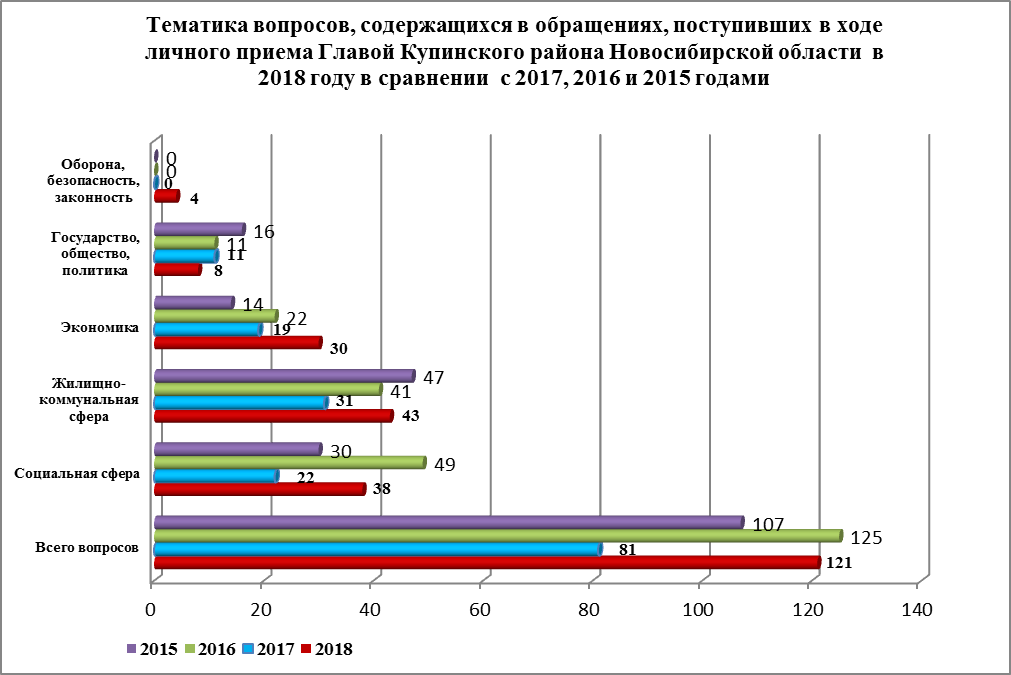 Тематика вопросов, содержащихся в обращениях, поступивших в ходе
личного приема Главой Купинского района Новосибирской области в
2018 году в сравнении с 2017, 2016 и 2015 годами
Оборона,
безопасность,
законность
0
0
0
4
Государство,
общество,
политика
16
11
11
8
Экономика
14
22
19
30
Жилищно-
коммунальная
сфера
47
41
31
43
Социальная сфера
30
49
22
38
Всего вопросов
107
125
81
121
0 20 40 60 80 100 120 140
2015 2016 2017 2018